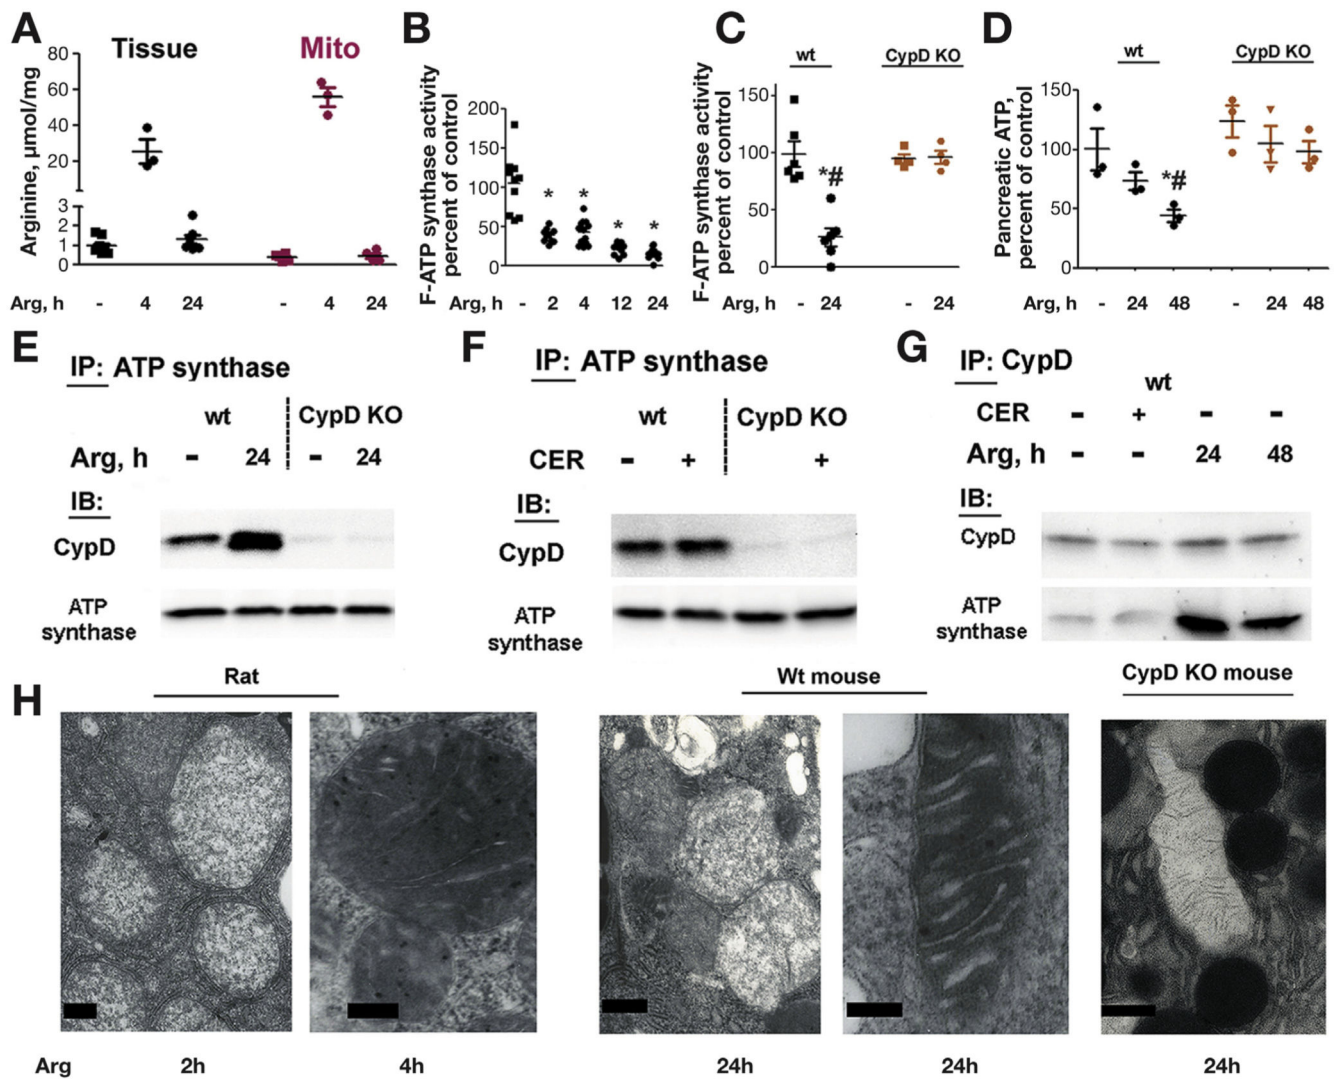 A
B
C
D
Tissue
Mito
Arginine, µmol/mg
80
60
40
20
3
2
1
0
Arg, h
-
4
24
-
4
24
F-ATP synthase activity
percent of control
200
150
100
50
0
*
*
*
*
Arg, h
-
2
4
12
24
wt
CypD KO
F-ATP synthase activity
percent of control
150
100
50
0
*#
Arg, h
-
24
-
24
wt
CypD KO
Pancreatic ATP,
percent of control
150
100
50
0
*#
Arg, h
-
24
48
-
24
48
E
IP: ATP synthase
wt
CypD KO
Arg, h
-
24
-
24
IB:
CypD
ATP
synthase
F
IP: ATP synthase
wt
CypD KO
CER
-
+
+
IB:
CypD
ATP
synthase
G
IP: CypD
wt
CER
-
+
-
-
Arg, h
-
-
24
48
IB:
CypD
ATP
synthase
H
Rat
Wt mouse
CypD KO mouse
Arg
2h
4h
24h
24h
24h